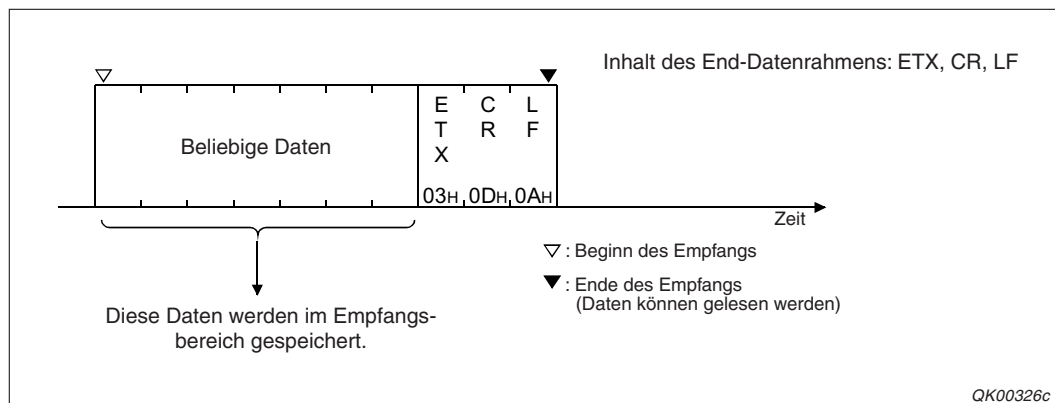 Inhalt des End-Datenrahmens: ETX, CR, LF
Beliebige Daten
E T X
C R
L F
03H 0DH 0AH
Zeit
▽ : Beginn des Empfangs
▼ : Ende des Empfangs
(Daten können gelesen werden)
Diese Daten werden im Empfangs-
bereich gespeichert.
QK00326c